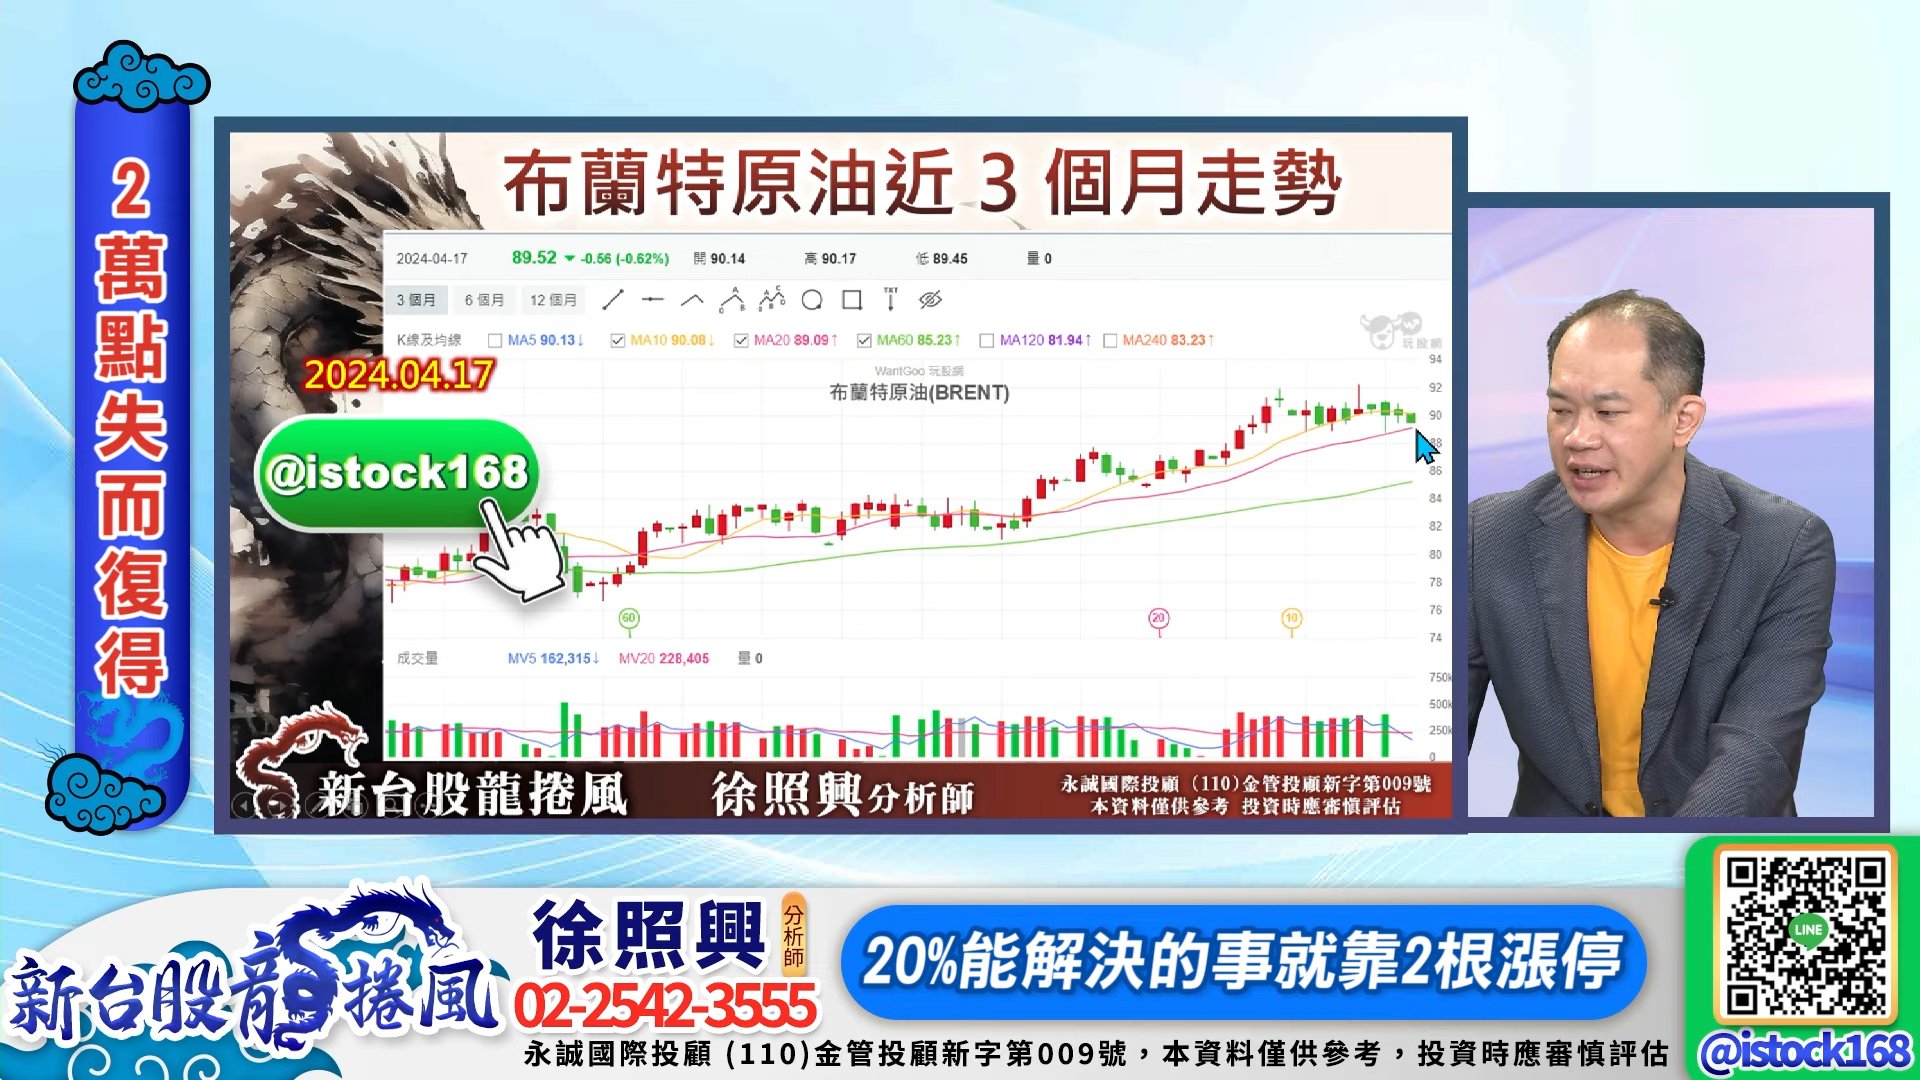 2萬點失而復得
布蘭特原油近 3 個月走勢
2024-04-17 89.52 ▼ -0.56 (-0.62%) 開 90.14 高 90.17 低 89.45 量 0
3 個月 6 個月 12 個月
K線及均線 MA5 90.13↓ MA10 90.08↓ MA20 89.09↑ MA60 85.23↑ MA120 81.94↑ MA240 83.23↑
玩股網
2024.04.17
WantGoo 玩股網
布蘭特原油(BRENT)
@istock168
94
92
90
88
86
84
82
80
78
76
74
60 20 10
成交量 MV5 162,315↓ MV20 228,405 量 0
750k
500k
250k
0
新台股龍捲風 徐照興分析師
永誠國際投顧 (110)金管投顧新字第009號
本資料僅供參考 投資時應審慎評估
新台股龍捲風
徐照興
分析師
02-2542-3555
20%能解決的事就靠2根漲停
LINE
永誠國際投顧 (110)金管投顧新字第009號，本資料僅供參考，投資時應審慎評估
@istock168